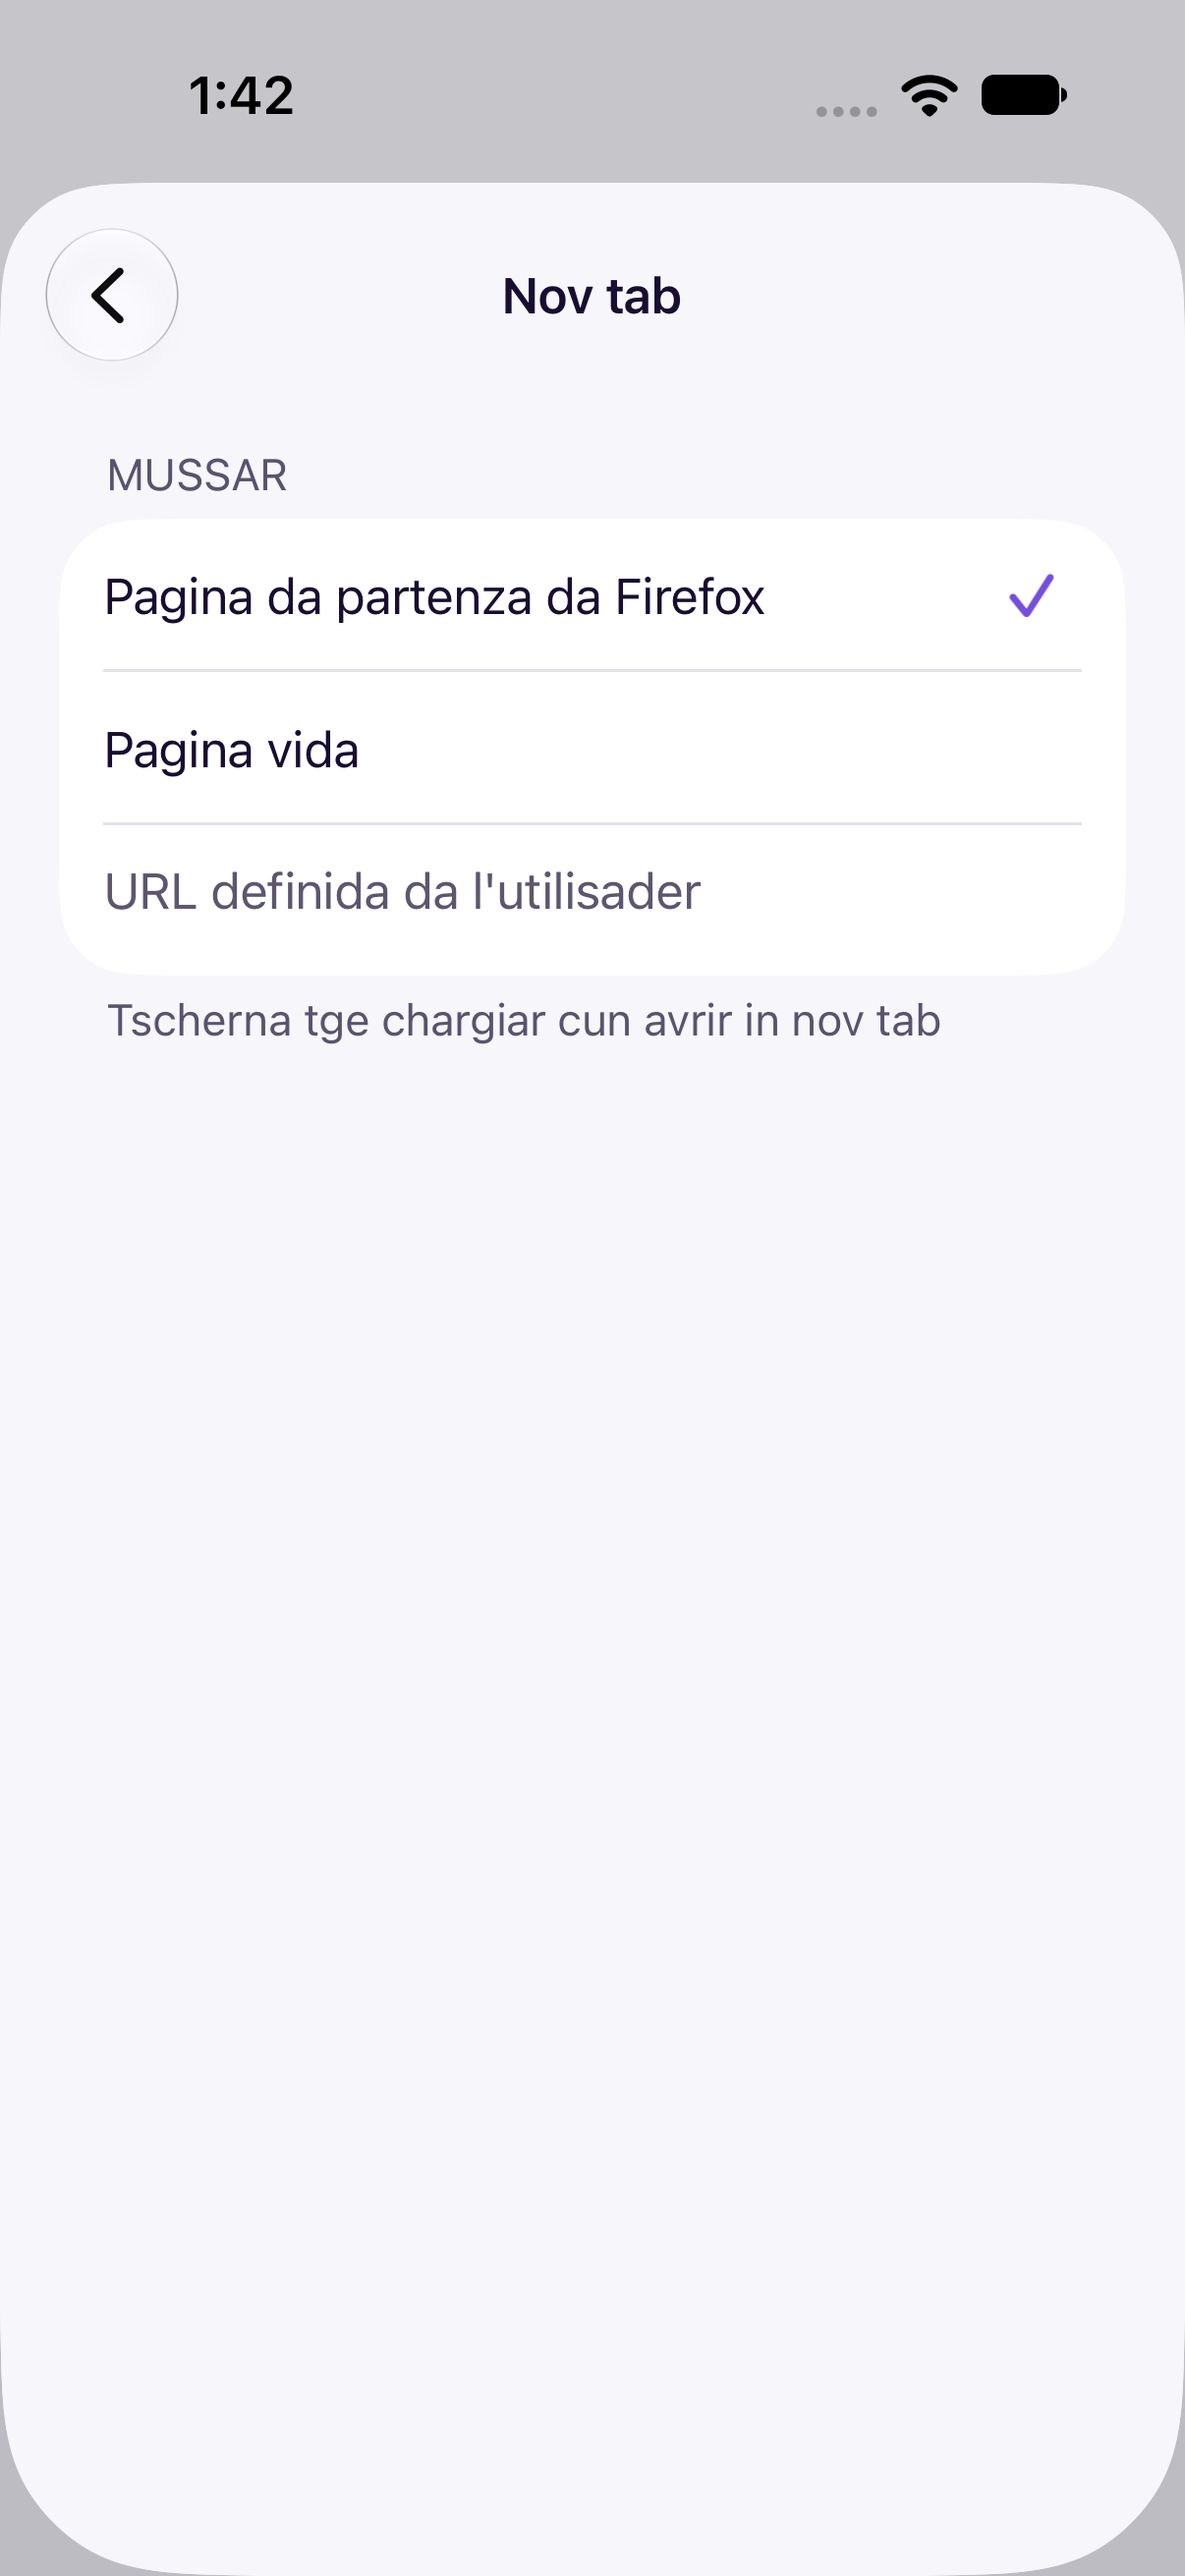 1:42
Nov tab
MUSSAR
Pagina da partenza da Firefox
Pagina vida
URL definida da l'utilisader
Tscherna tge chargiar cun avrir in nov tab